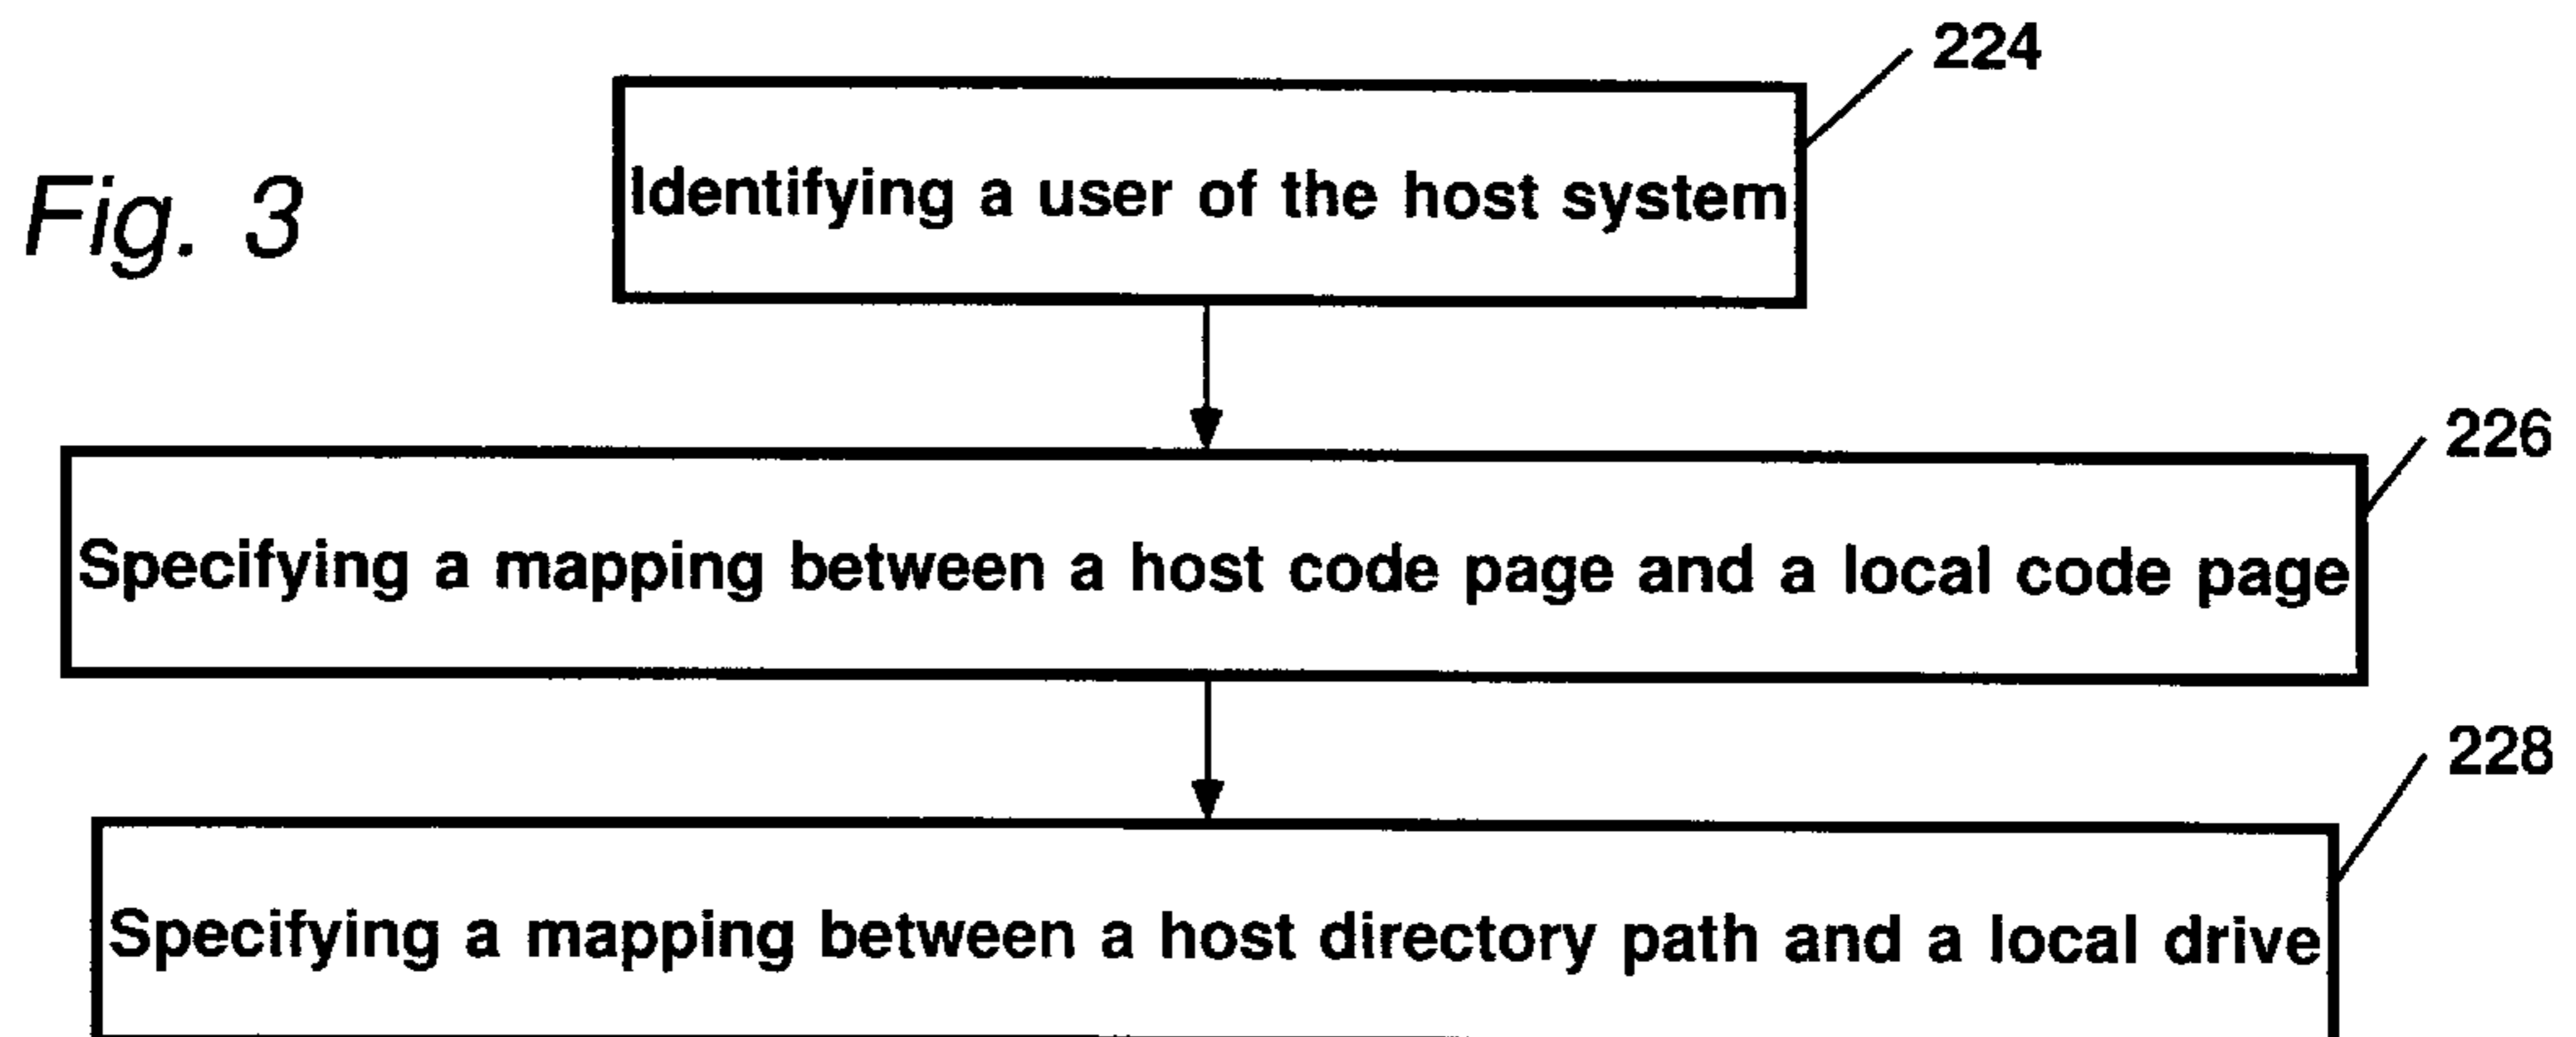 224
Fig. 3
Identifying a user of the host system
226
Specifying a mapping between a host code page and a local code page
228
Specifying a mapping between a host directory path and a local drive